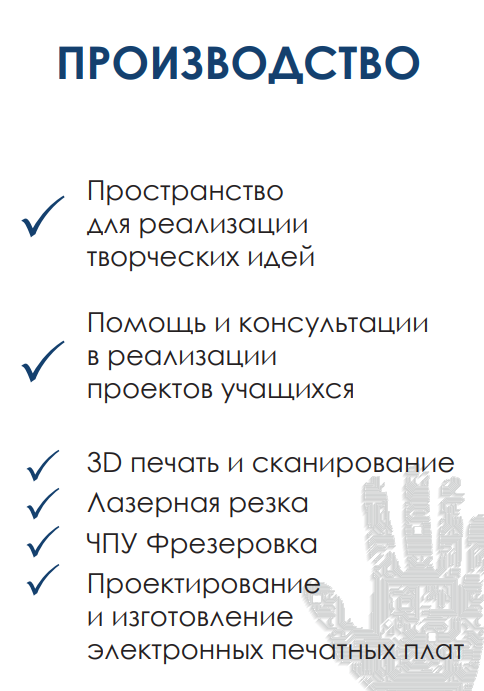 ПРОИЗВОДСТВО
Пространство
для реализации
творческих идей
Помощь и консультации
в реализации
проектов учащихся
3D печать и сканирование
Лазерная резка
ЧПУ Фрезеровка
Проектирование
и изготовление
электронных печатных плат